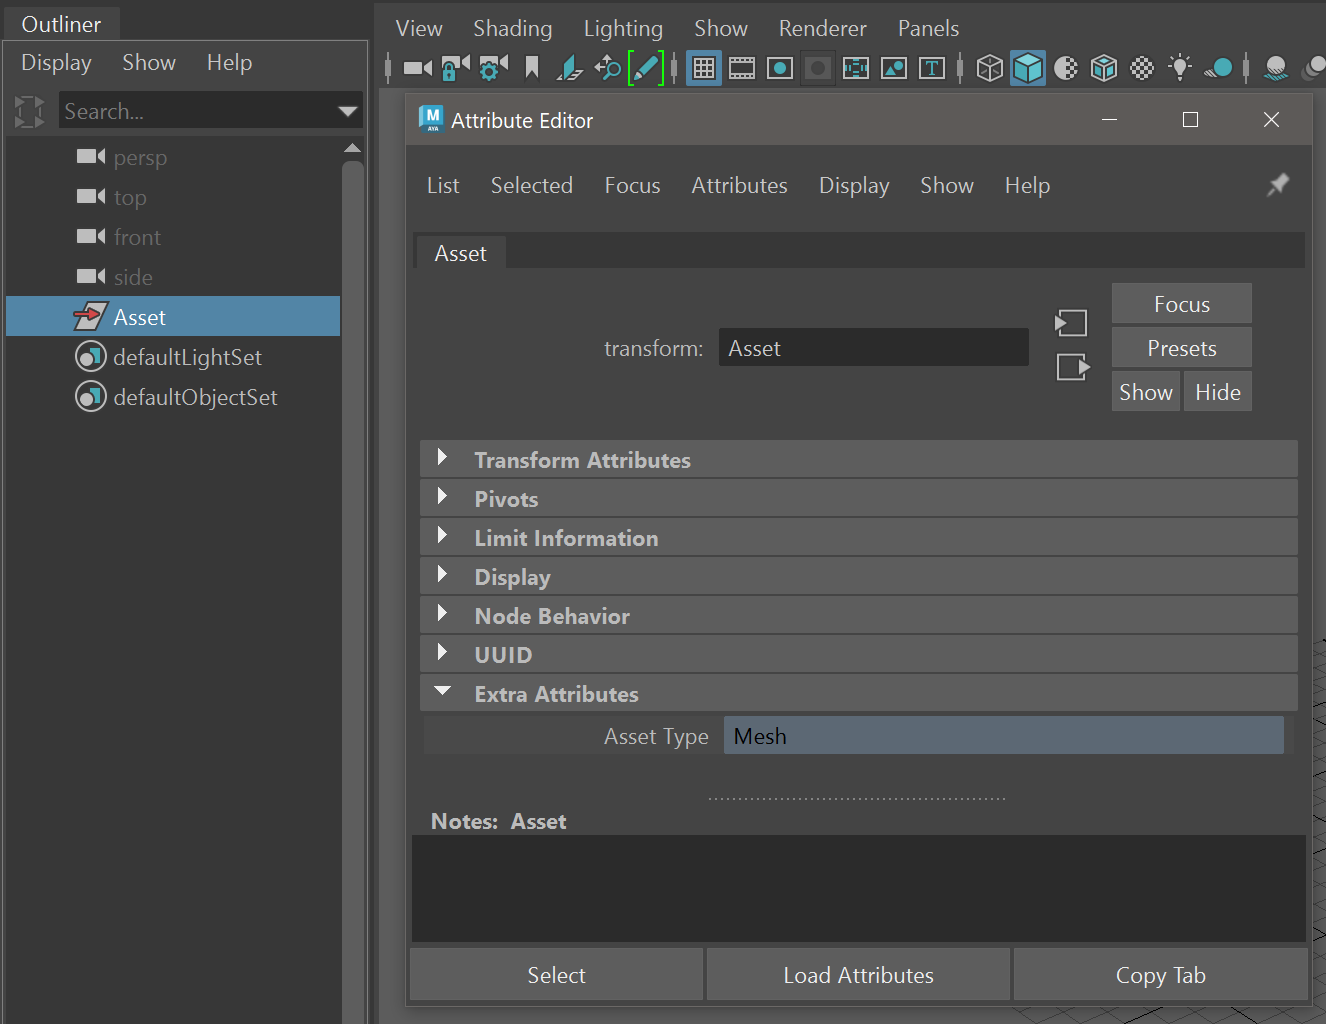 Outliner
Display Show Help
Search...
persp
top
front
side
Asset
defaultLightSet
defaultObjectSet
View Shading Lighting Show Renderer Panels
T
M
AYA
Attribute Editor
List Selected Focus Attributes Display Show Help
Asset
transform: Asset
Focus
Presets
Show Hide
Transform Attributes
Pivots
Limit Information
Display
Node Behavior
UUID
Extra Attributes
Asset Type Mesh
Notes: Asset
Select Load Attributes Copy Tab